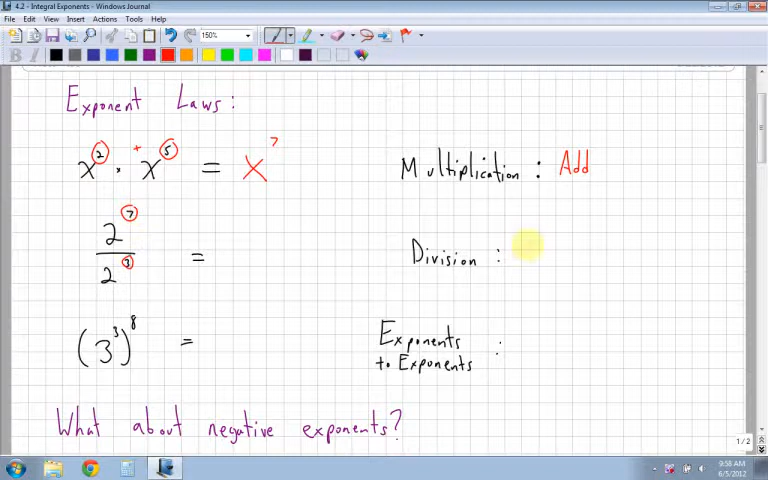 4.2 - Integral Exponents - Windows Journal
File Edit View Insert Actions Tools Help
150%
B I
Exponent Laws:
x² · + x⁵ = x⁷ Multiplication: Add
2⁷
— = Division:
2³
(3³)⁸ = Exponents to Exponents :
What about negative exponents?
1 / 2
9:58 AM
6/5/2012